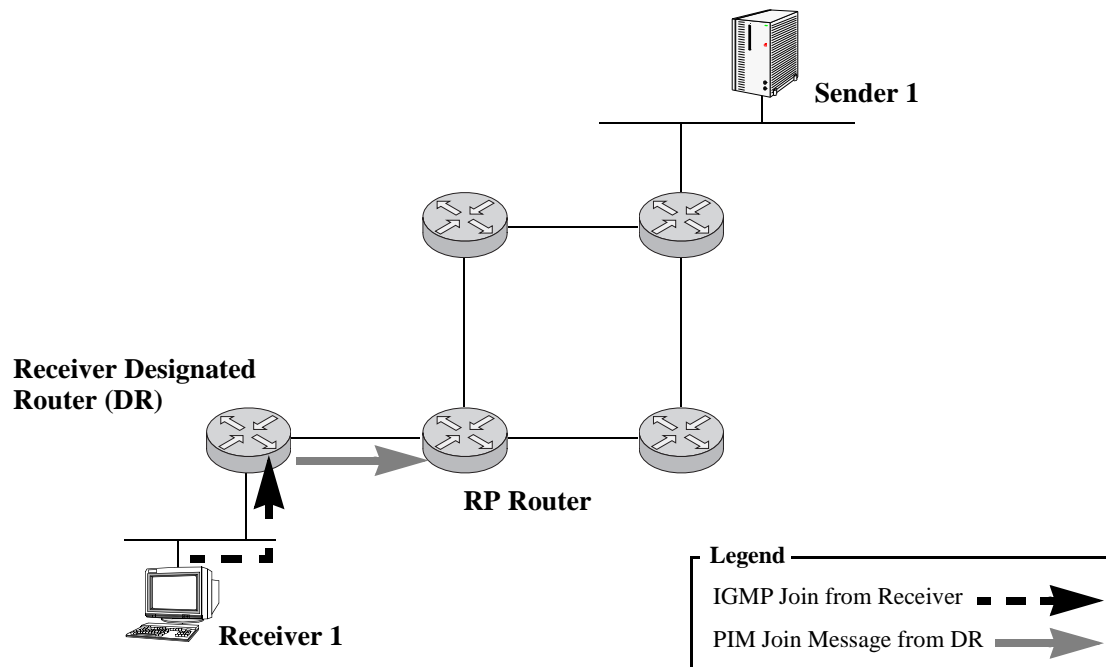 Sender 1
Receiver Designated
Router (DR)
RP Router
Receiver 1
Legend
IGMP Join from Receiver
PIM Join Message from DR